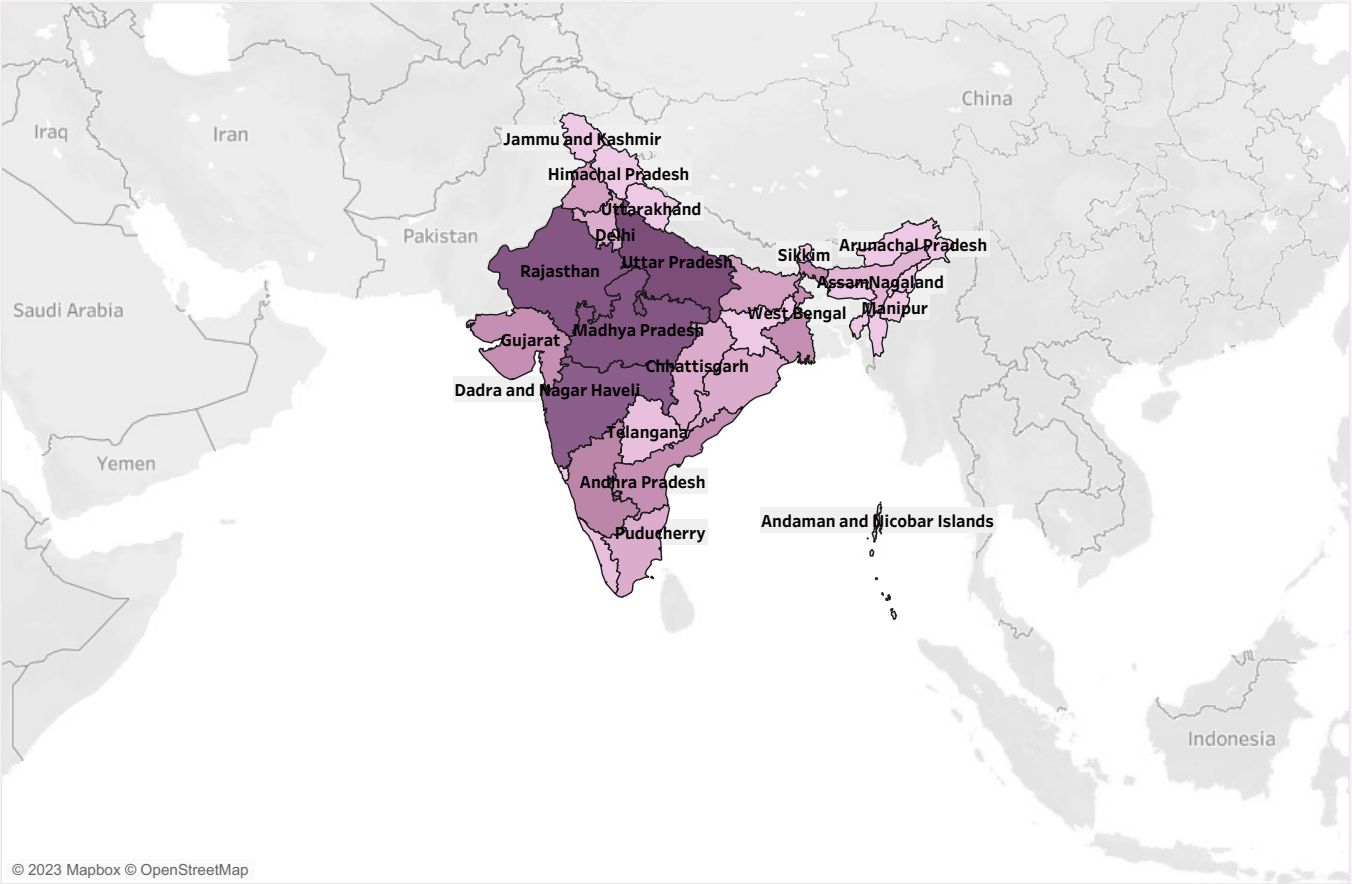 China
Iraq
Iran
Jammu and Kashmir
Himachal Pradesh
Uttarakhand
Pakistan
Delhi
Sikkim
Arunachal Pradesh
Rajasthan
Uttar Pradesh
Assam
Nagaland
Saudi Arabia
West Bengal
Manipur
Madhya Pradesh
Gujarat
Chhattisgarh
Dadra and Nagar Haveli
Telangana
Yemen
Andhra Pradesh
Andaman and Nicobar Islands
Puducherry
Indonesia
© 2023 Mapbox © OpenStreetMap